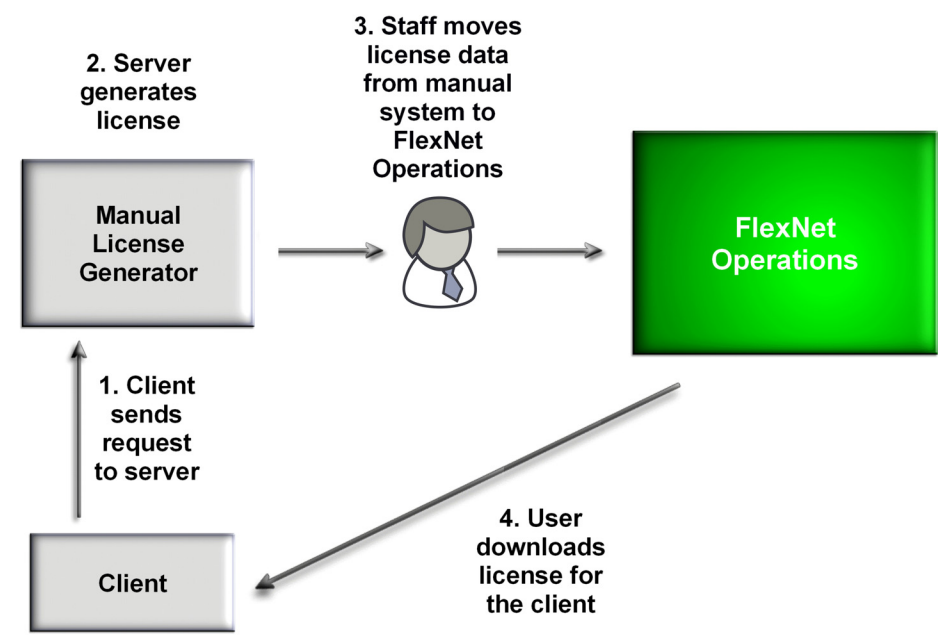 2. Server
generates
license
3. Staff moves
license data
from manual
system to
FlexNet
Operations
Manual
License
Generator
FlexNet
Operations
1. Client
sends
request
to server
4. User
downloads
license for
the client
Client